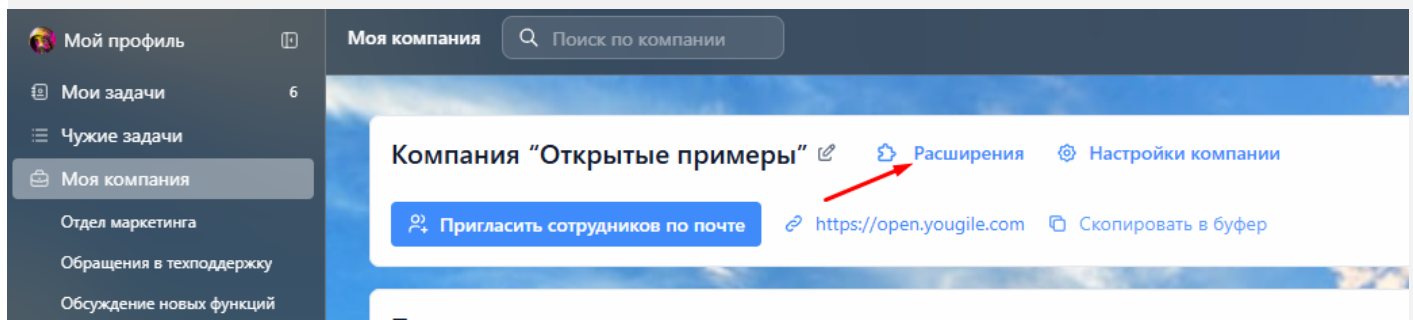 Мой профиль
Мои задачи 6
Чужие задачи
Моя компания
Отдел маркетинга
Обращения в техподдержку
Обсуждение новых функций
Моя компания Поиск по компании
Компания “Открытые примеры” Расширения Настройки компании
Пригласить сотрудников по почте https://open.yougile.com Скопировать в буфер